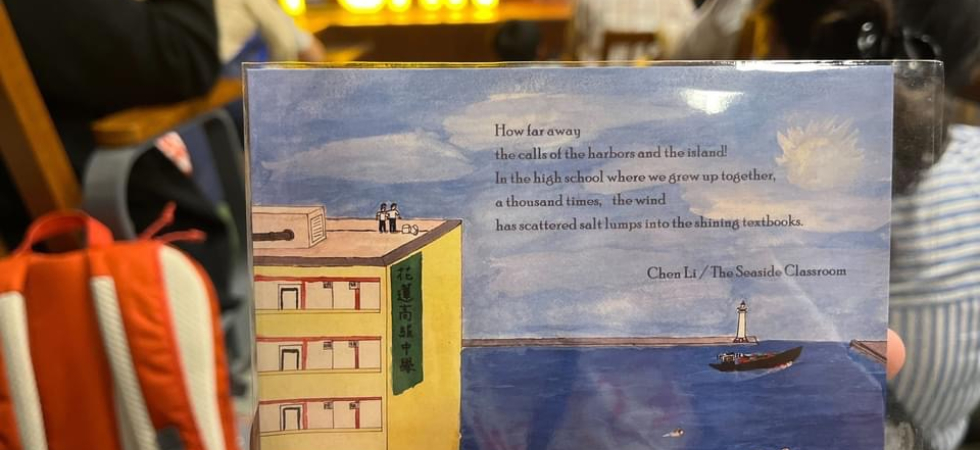 How far away
the calls of the harbors and the island!
In the high school where we grew up together,
a thousand times, the wind
has scattered salt lumps into the shining textbooks.
Chen Li / The Seaside Classroom
花蓮高級中學